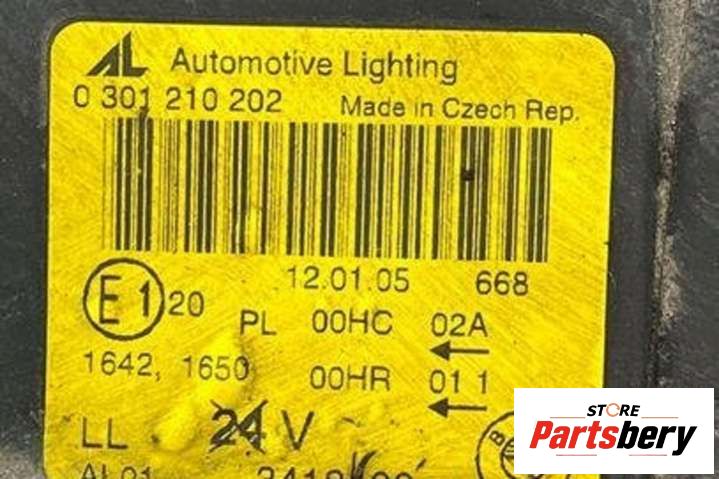 AL Automotive Lighting
0 301 210 202 Made in Czech Rep.
12.01.05 668
E1 20 PL 00HC 02A
1642, 1650 00HR 01 1
LL 24 V
STORE
Partsbery